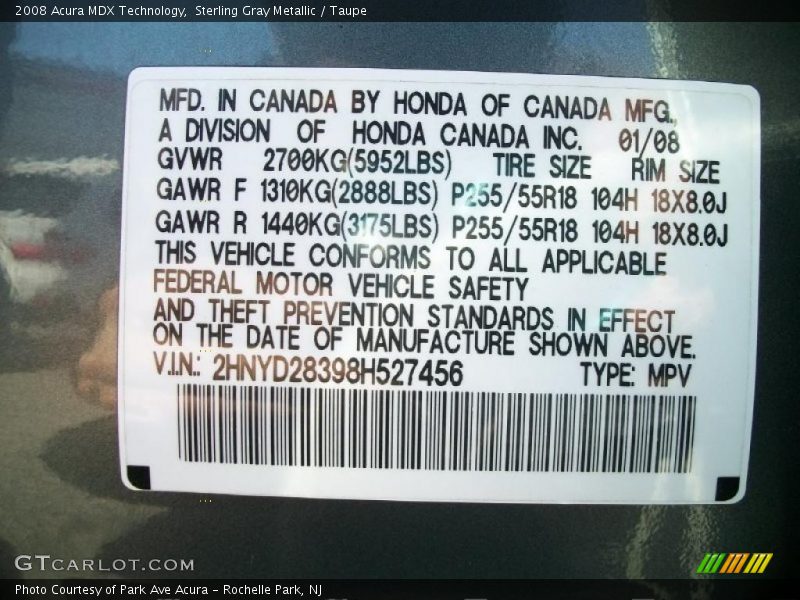 2008 Acura MDX Technology,  Sterling Gray Metallic / Taupe
MFD. IN CANADA BY HONDA OF CANADA MFG.,
A DIVISION OF HONDA CANADA INC. 01/08
GVWR 2700KG(5952LBS) TIRE SIZE RIM SIZE
GAWR F 1310KG(2888LBS) P255/55R18 104H 18X8.0J
GAWR R 1440KG(3175LBS) P255/55R18 104H 18X8.0J
THIS VEHICLE CONFORMS TO ALL APPLICABLE
FEDERAL MOTOR VEHICLE SAFETY
AND THEFT PREVENTION STANDARDS IN EFFECT
ON THE DATE OF MANUFACTURE SHOWN ABOVE.
V.I.N.: 2HNYD28398H527456 TYPE: MPV
GTCARLOT.COM
Photo Courtesy of Park Ave Acura - Rochelle Park, NJ